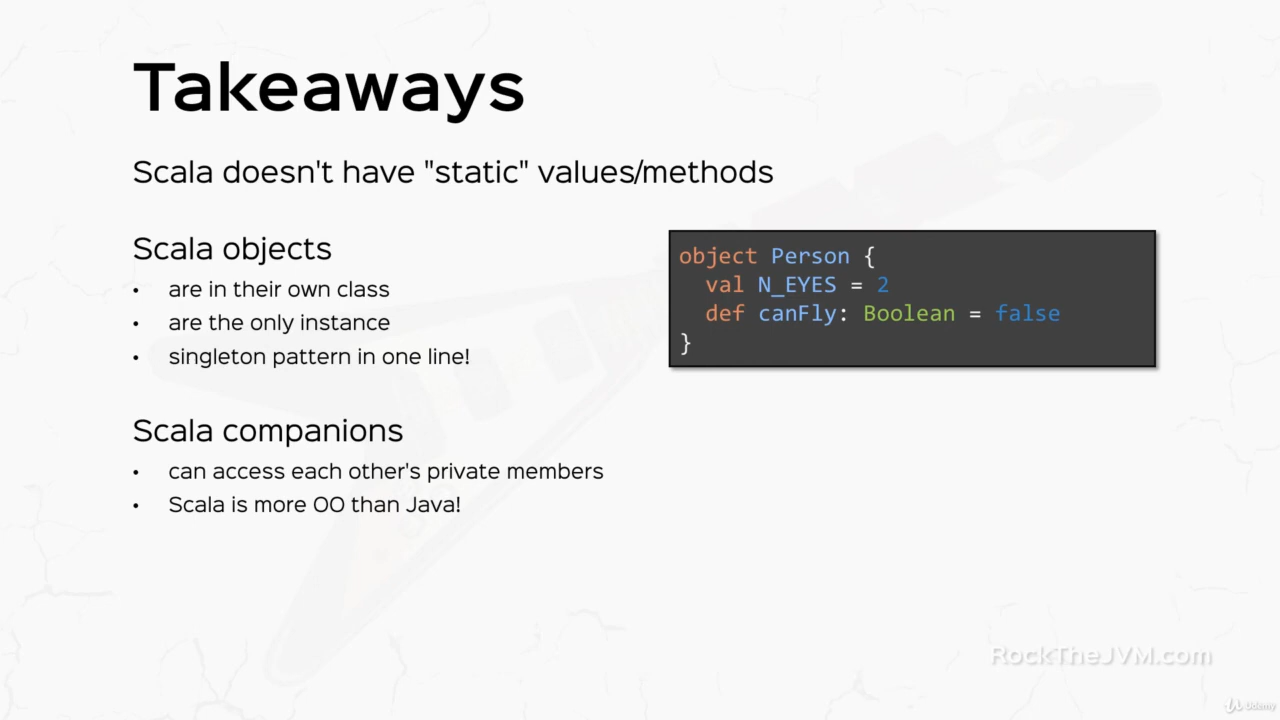 Takeaways
Scala doesn't have "static" values/methods
Scala objects
• are in their own class
• are the only instance
• singleton pattern in one line!
object Person {
  val N_EYES = 2
  def canFly: Boolean = false
}
Scala companions
• can access each other's private members
• Scala is more OO than Java!
RockTheJVM.com
Udemy